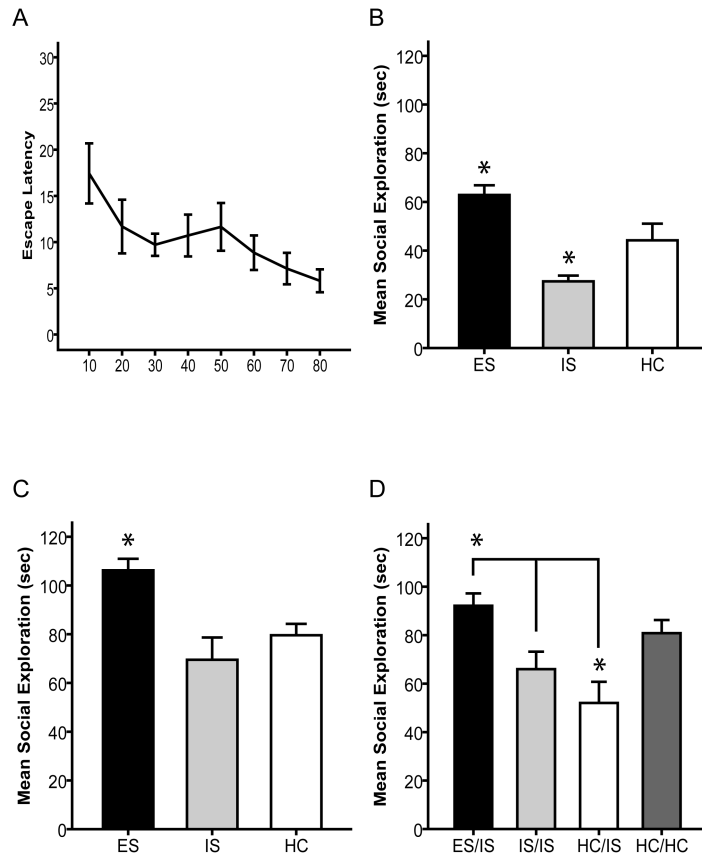 A
Escape Latency
30
25
20
15
10
5
0
10 20 30 40 50 60 70 80
B
Mean Social Exploration (sec)
120
100
80
60
40
20
0
*
*
ES IS HC
C
Mean Social Exploration (sec)
120
100
80
60
40
20
0
*
ES IS HC
D
Mean Social Exploration (sec)
120
100
80
60
40
20
0
*
*
ES/IS IS/IS HC/IS HC/HC